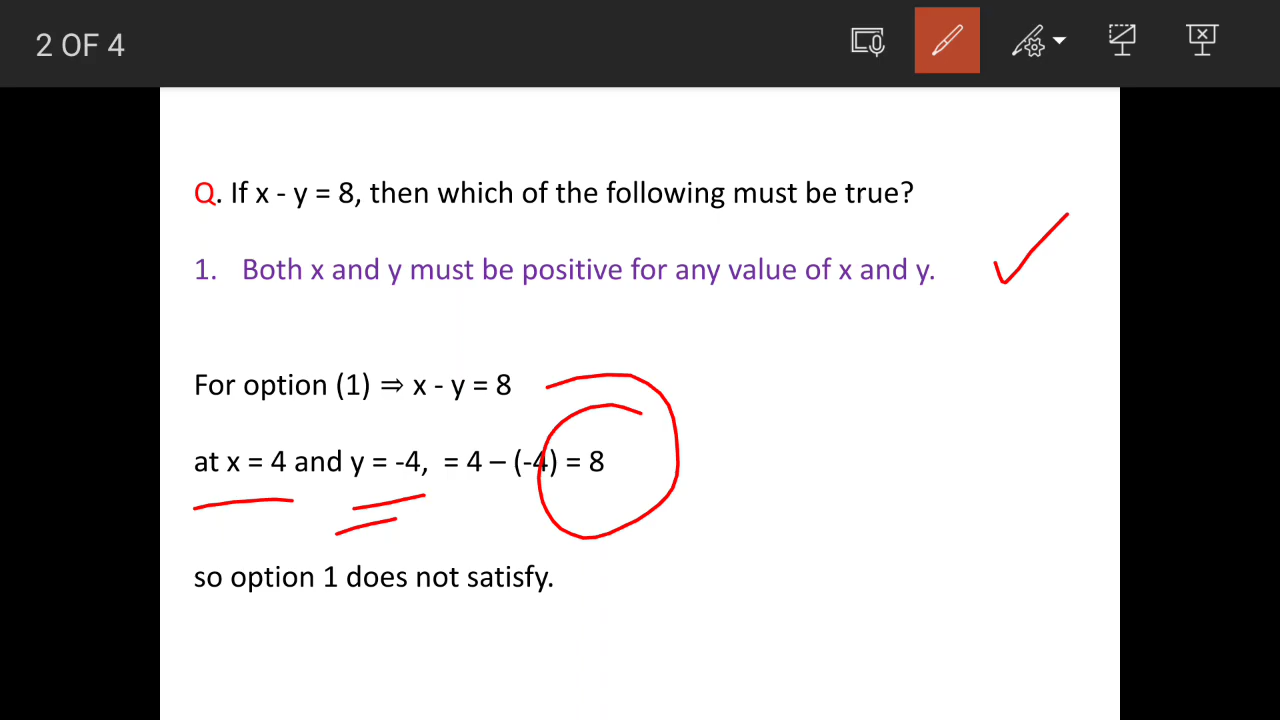 2 OF 4
Q. If x - y = 8, then which of the following must be true?
1. Both x and y must be positive for any value of x and y.
For option (1) ⇒ x - y = 8
at x = 4 and y = -4, = 4 – (-4) = 8
so option 1 does not satisfy.